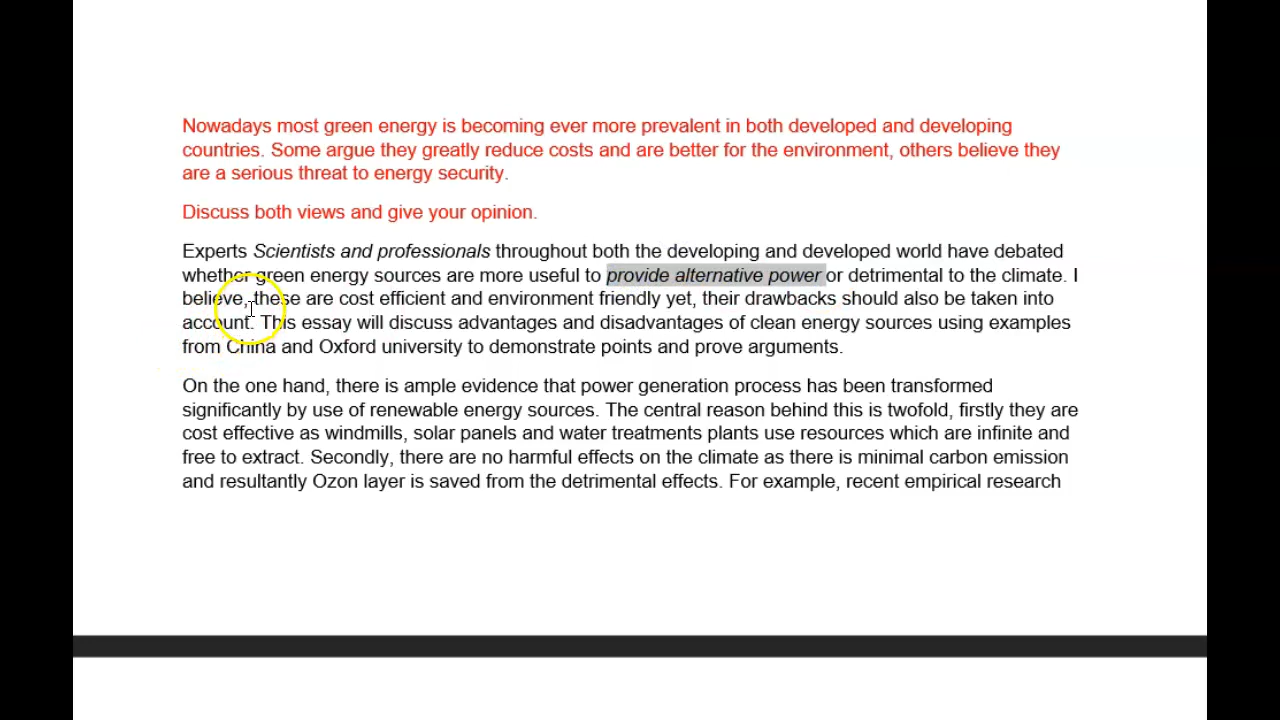 Nowadays most green energy is becoming ever more prevalent in both developed and developing
countries. Some argue they greatly reduce costs and are better for the environment, others believe they
are a serious threat to energy security.
Discuss both views and give your opinion.
Experts Scientists and professionals throughout both the developing and developed world have debated
whether green energy sources are more useful to provide alternative power or detrimental to the climate. I
believe, these are cost efficient and environment friendly yet, their drawbacks should also be taken into
account. This essay will discuss advantages and disadvantages of clean energy sources using examples
from China and Oxford university to demonstrate points and prove arguments.
On the one hand, there is ample evidence that power generation process has been transformed
significantly by use of renewable energy sources. The central reason behind this is twofold, firstly they are
cost effective as windmills, solar panels and water treatments plants use resources which are infinite and
free to extract. Secondly, there are no harmful effects on the climate as there is minimal carbon emission
and resultantly Ozon layer is saved from the detrimental effects. For example, recent empirical research